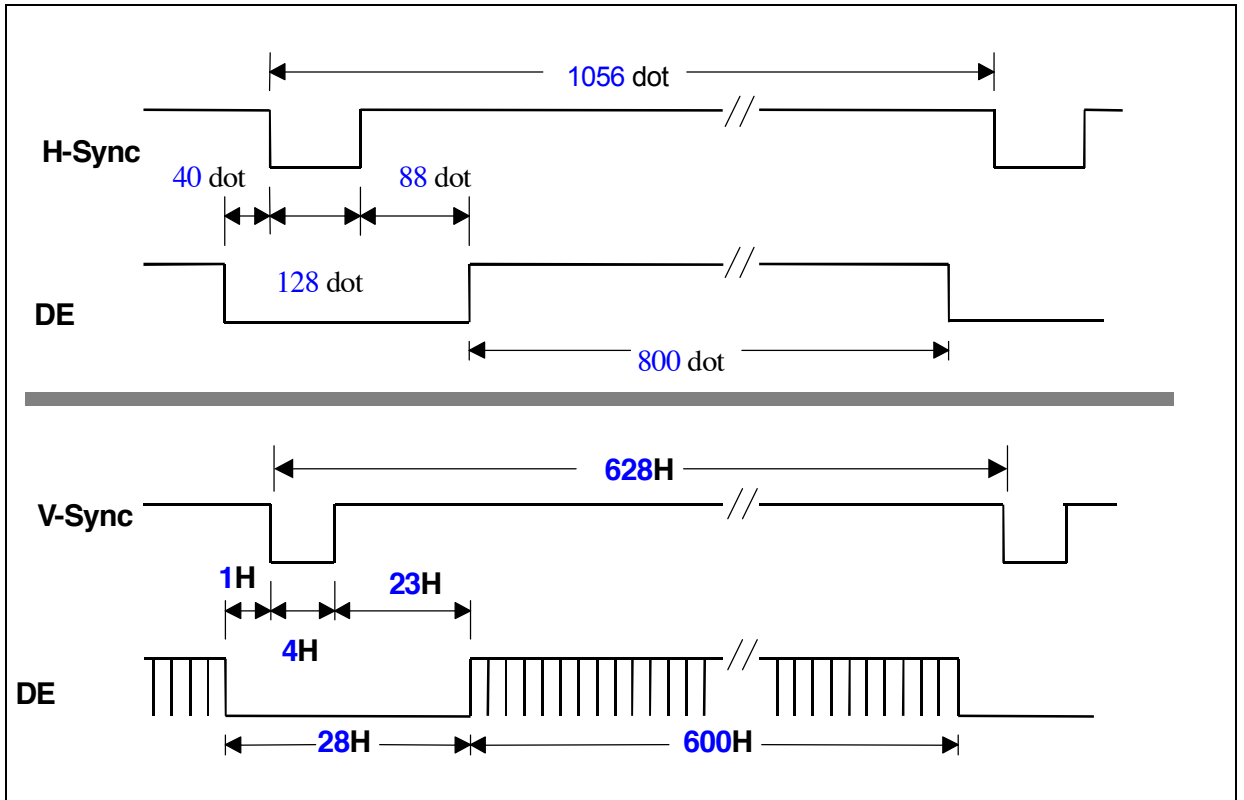 1056 dot
H-Sync
40 dot
88 dot
128 dot
DE
800 dot
628H
V-Sync
1H
23H
4H
DE
28H
600H